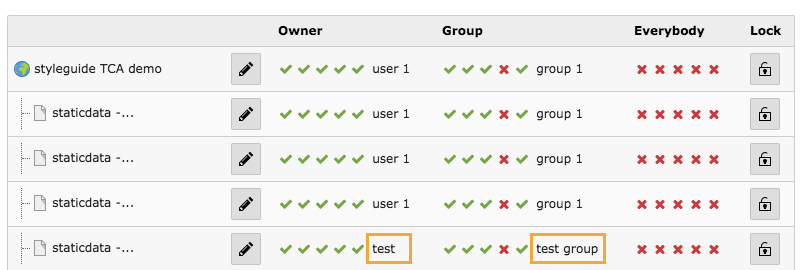 Owner Group Everybody Lock
styleguide TCA demo user 1 group 1
staticdata -... user 1 group 1
staticdata -... user 1 group 1
staticdata -... user 1 group 1
staticdata -... test test group